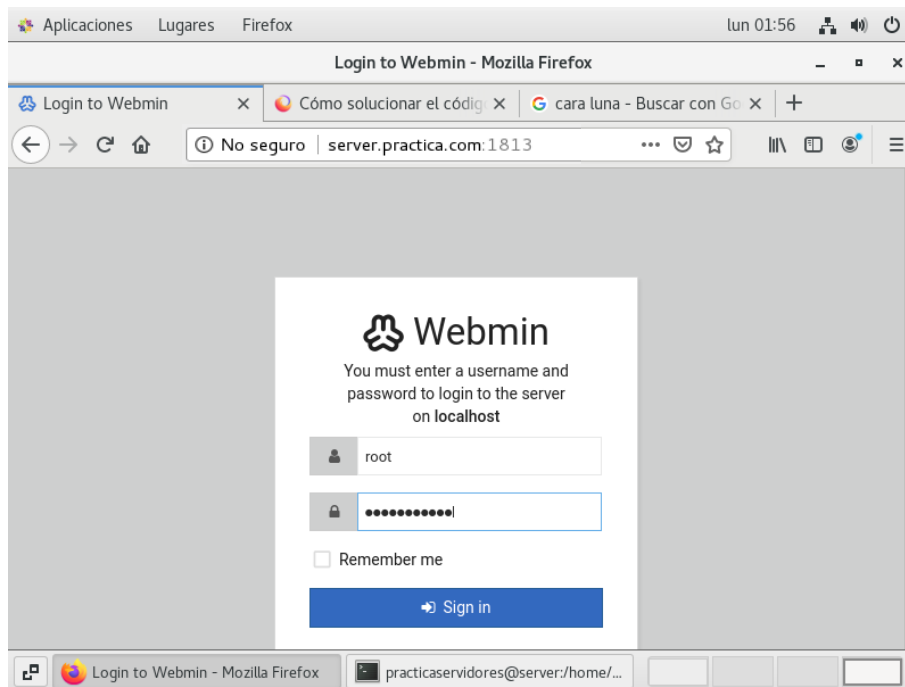 Aplicaciones Lugares Firefox lun 01:56
Login to Webmin - Mozilla Firefox
Login to Webmin Cómo solucionar el códig G cara luna - Buscar con Go
No seguro server.practica.com:1813
Webmin
You must enter a username and
password to login to the server
on localhost
root
Remember me
Sign in
Login to Webmin - Mozilla Firefox practicaservidores@server:/home/...